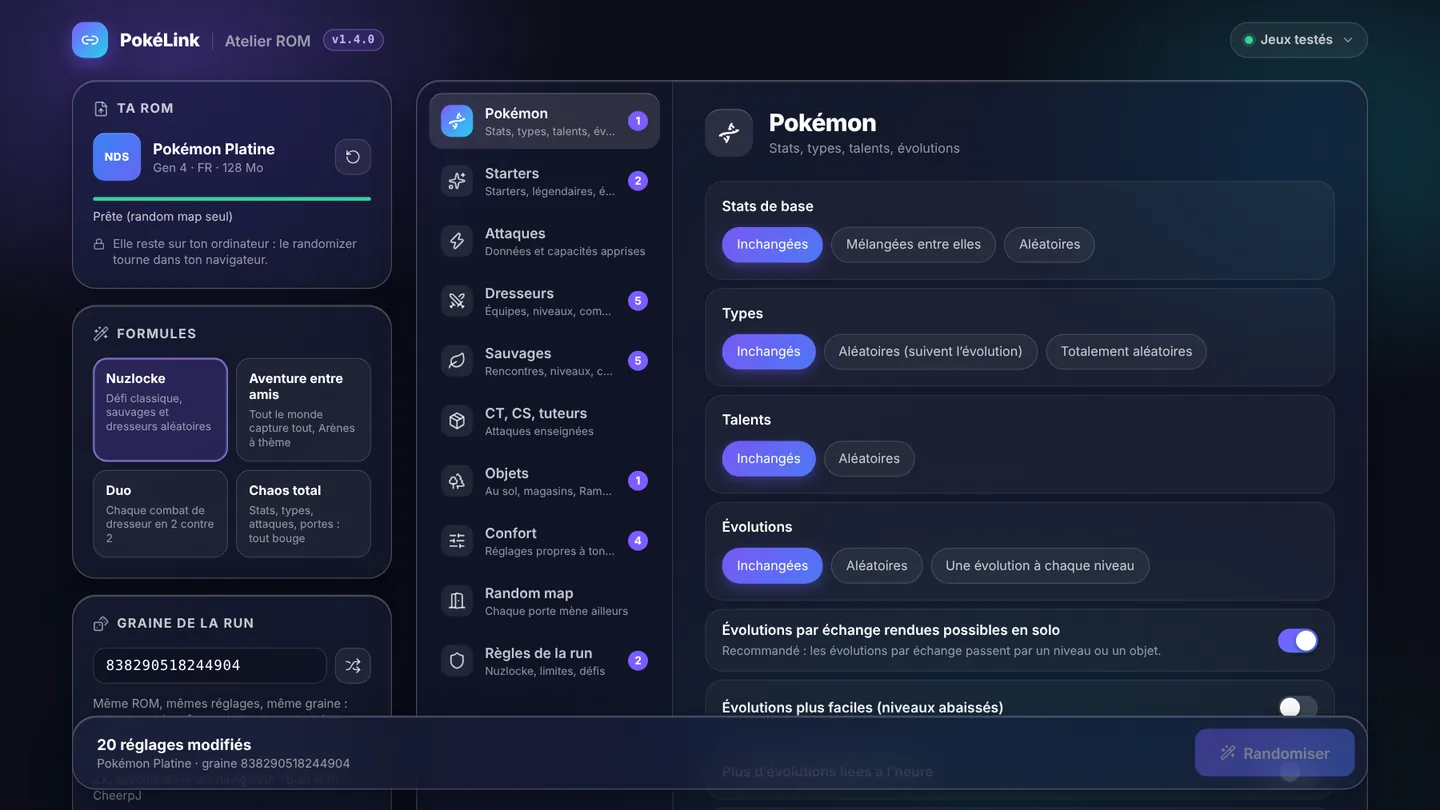 PokéLink
Atelier ROM
v1.4.0
Jeux testés
TA ROM
NDS
Pokémon Platine
Gen 4 · FR · 128 Mo
Prête (random map seul)
Elle reste sur ton ordinateur : le randomizer
tourne dans ton navigateur.
FORMULES
Nuzlocke
Défi classique,
sauvages et
dresseurs aléatoires
Aventure entre
amis
Tout le monde
capture tout, Arènes
à thème
Duo
Chaque combat de
dresseur en 2 contre
2
Chaos total
Stats, types,
attaques, portes :
tout bouge
GRAINE DE LA RUN
838290518244904
Même ROM, mêmes réglages, même graine :
CheerpJ
Pokémon
Stats, types, talents, év...
1
Starters
Starters, légendaires, é...
2
Attaques
Données et capacités apprises
Dresseurs
Équipes, niveaux, com...
5
Sauvages
Rencontres, niveaux, c...
5
CT, CS, tuteurs
Attaques enseignées
Objets
Au sol, magasins, Ram...
1
Confort
Réglages propres à ton...
4
Random map
Chaque porte mène ailleurs
Règles de la run
Nuzlocke, limites, défis
2
Pokémon
Stats, types, talents, évolutions
Stats de base
Inchangées
Mélangées entre elles
Aléatoires
Types
Inchangés
Aléatoires (suivent l’évolution)
Totalement aléatoires
Talents
Inchangés
Aléatoires
Évolutions
Inchangées
Aléatoires
Une évolution à chaque niveau
Évolutions par échange rendues possibles en solo
Recommandé : les évolutions par échange passent par un niveau ou un objet.
Évolutions plus faciles (niveaux abaissés)
Plus d’évolutions liées à l’heure
20 réglages modifiés
Pokémon Platine · graine 838290518244904
Randomiser